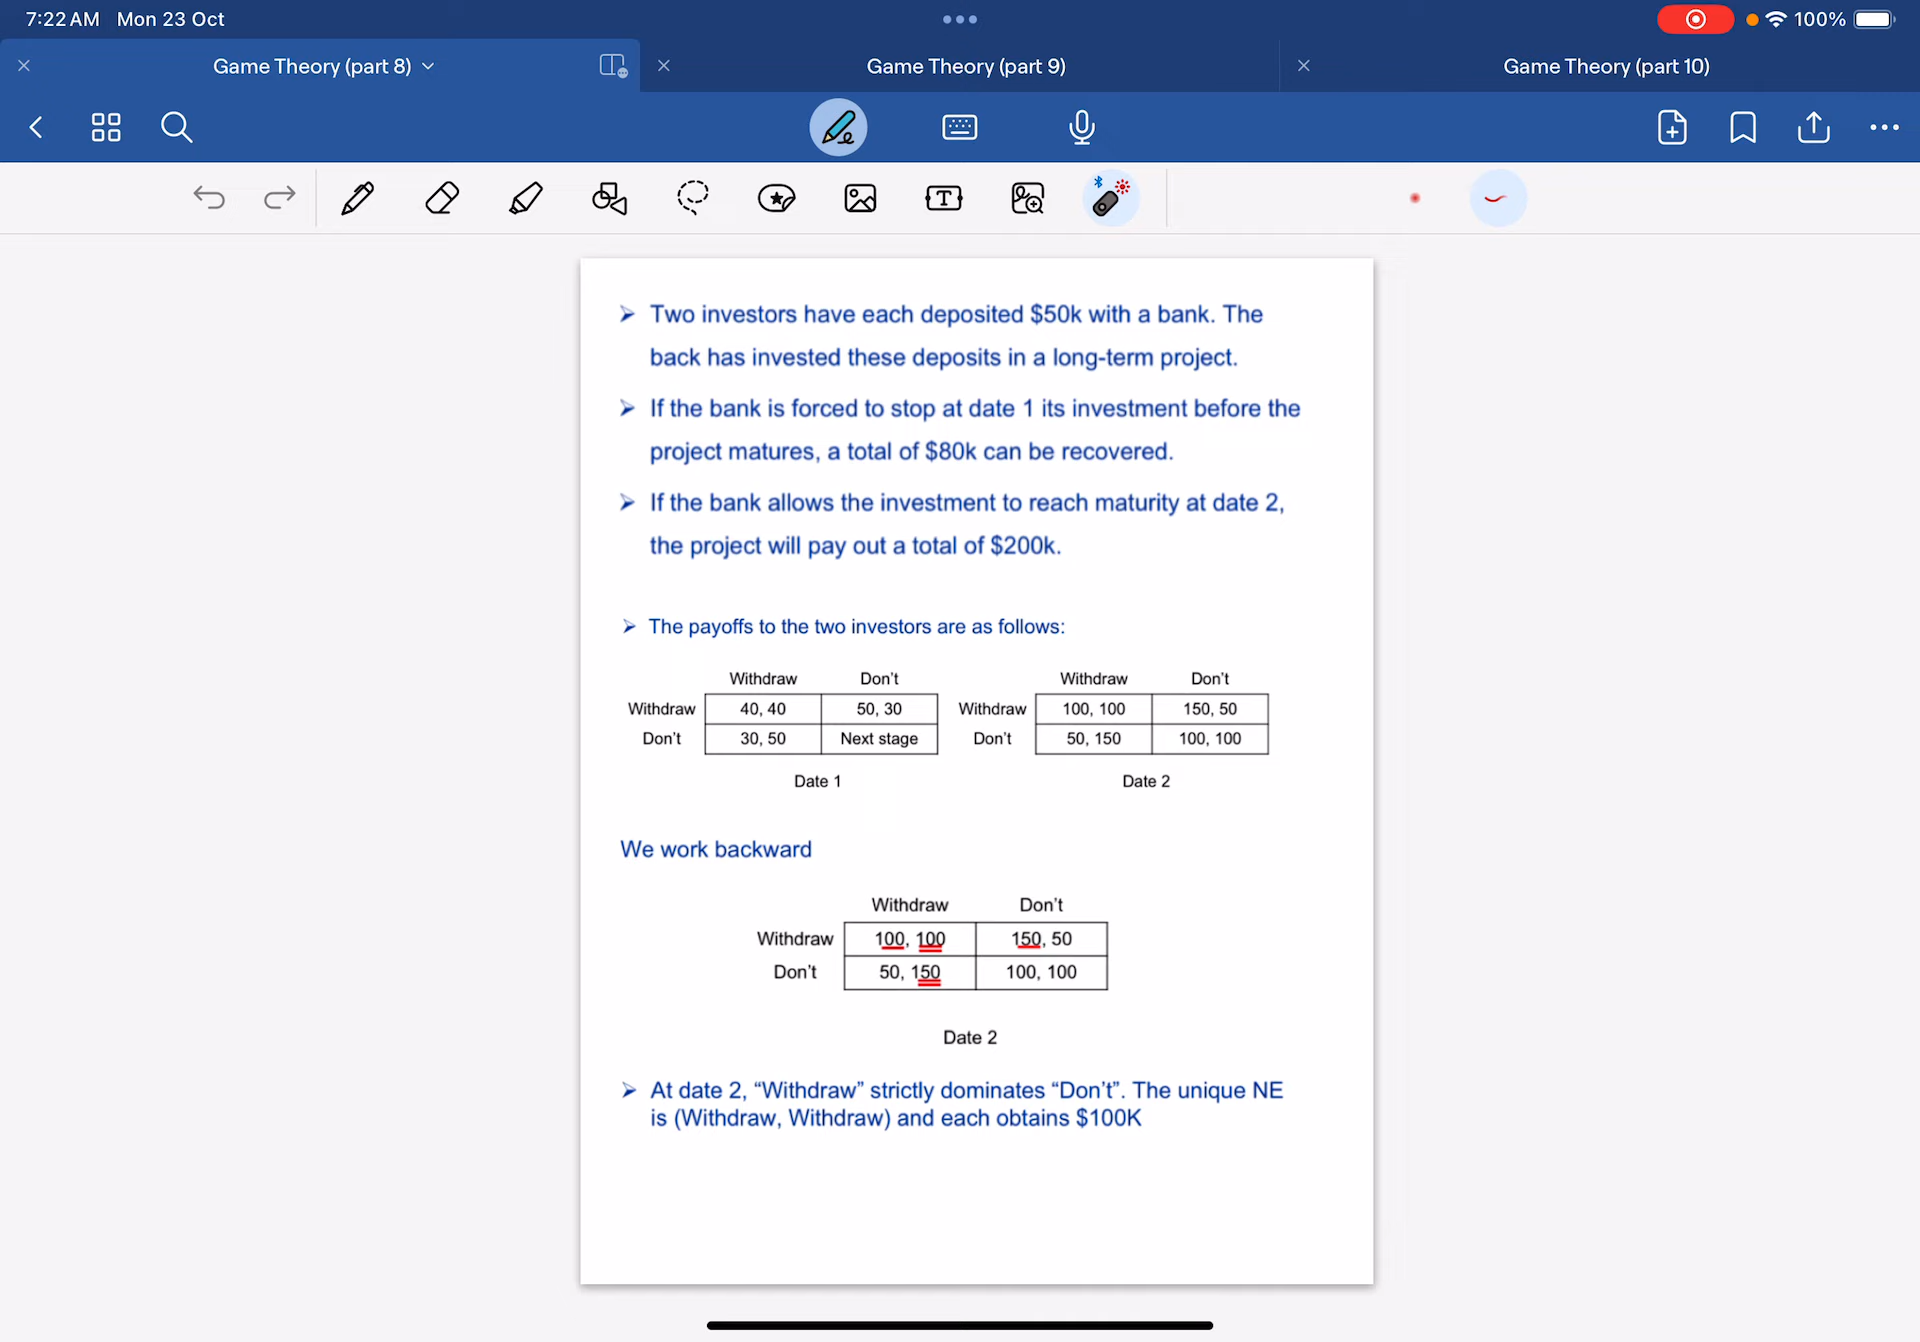 7:22 AM Mon 23 Oct
100%
Game Theory (part 8)
Game Theory (part 9)
Game Theory (part 10)
➢ Two investors have each deposited $50k with a bank. The
back has invested these deposits in a long-term project.
➢ If the bank is forced to stop at date 1 its investment before the
project matures, a total of $80k can be recovered.
➢ If the bank allows the investment to reach maturity at date 2,
the project will pay out a total of $200k.
➢ The payoffs to the two investors are as follows:
Withdraw Don't Withdraw Don't
Withdraw 40, 40 50, 30 Withdraw 100, 100 150, 50
Don't 30, 50 Next stage Don't 50, 150 100, 100
Date 1 Date 2
We work backward
Withdraw Don't
Withdraw 100, 100 150, 50
Don't 50, 150 100, 100
Date 2
➢ At date 2, “Withdraw” strictly dominates “Don't”. The unique NE
is (Withdraw, Withdraw) and each obtains $100K